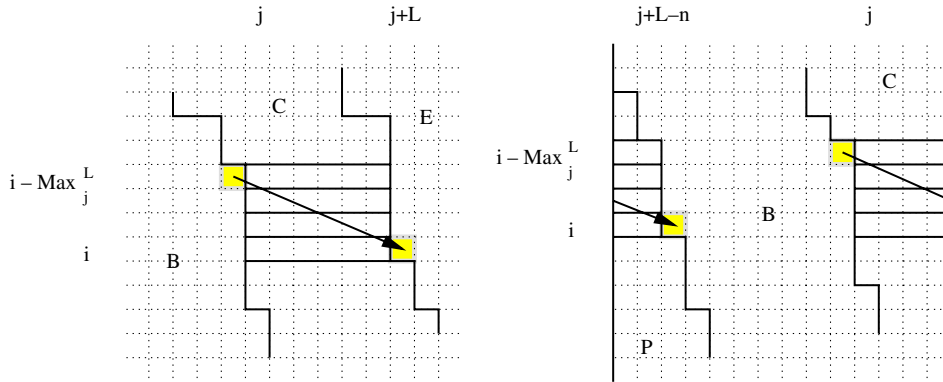 j j+L j+L–n j
C E C
i – Max L j i – Max L j
i B i B
P